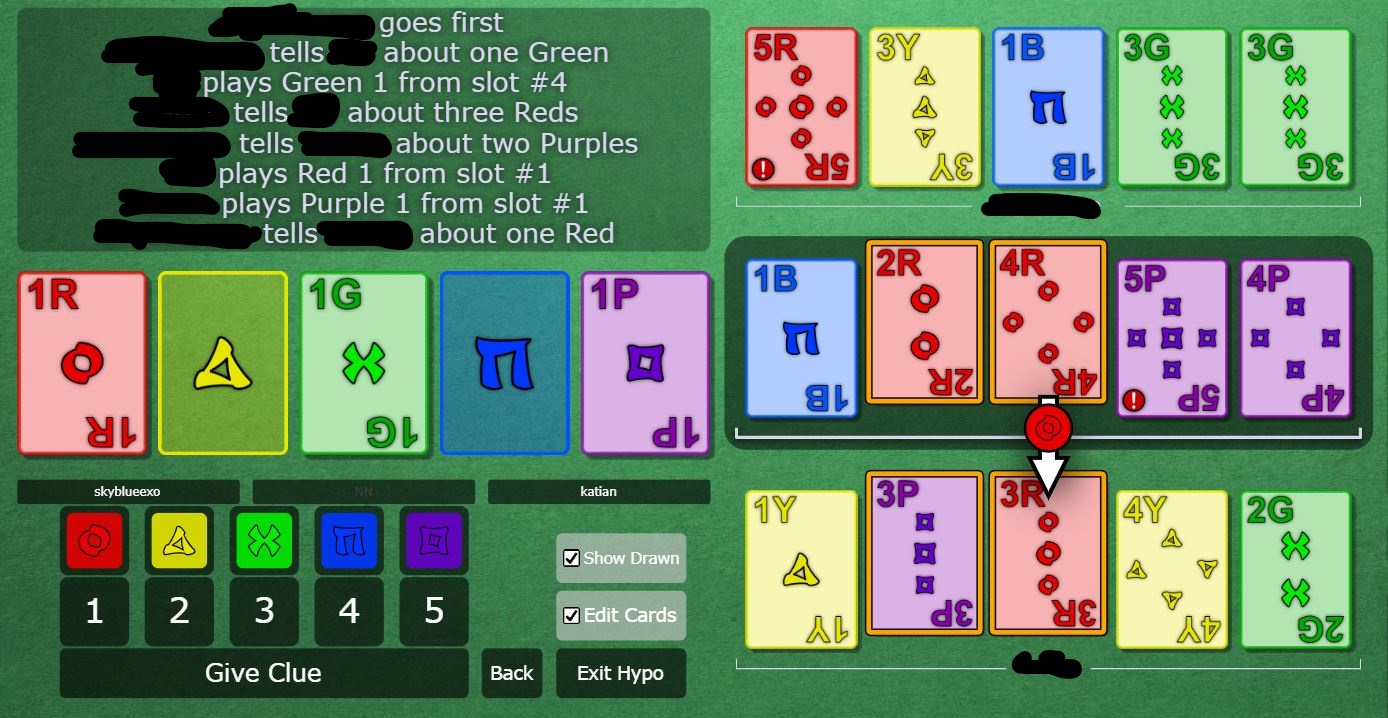 goes first
tells about one Green
plays Green 1 from slot #4
tells about three Reds
tells about two Purples
plays Red 1 from slot #1
plays Purple 1 from slot #1
tells about one Red
1R 1G 1P
1R 1G 1P
skyblueexo NN katian
1 2 3 4 5
Show Drawn
Edit Cards
Give Clue Back Exit Hypo
5R 3Y 1B 3G 3G
! 5R 3Y 1B 3G 3G
1B 2R 4R 5P 4P
1B 2R 4R ! 5P 4P
1Y 3P 3R 4Y 2G
1Y 3P 3R 4Y 2G